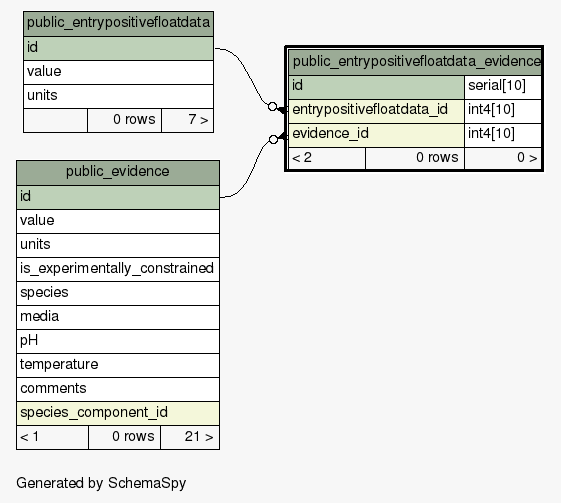 public_entrypositivefloatdata
id
value
units
0 rows 7 >
public_entrypositivefloatdata_evidence
id serial[10]
entrypositivefloatdata_id int4[10]
evidence_id int4[10]
< 2 0 rows 0 >
public_evidence
id
value
units
is_experimentally_constrained
species
media
pH
temperature
comments
species_component_id
< 1 0 rows 21 >
Generated by SchemaSpy